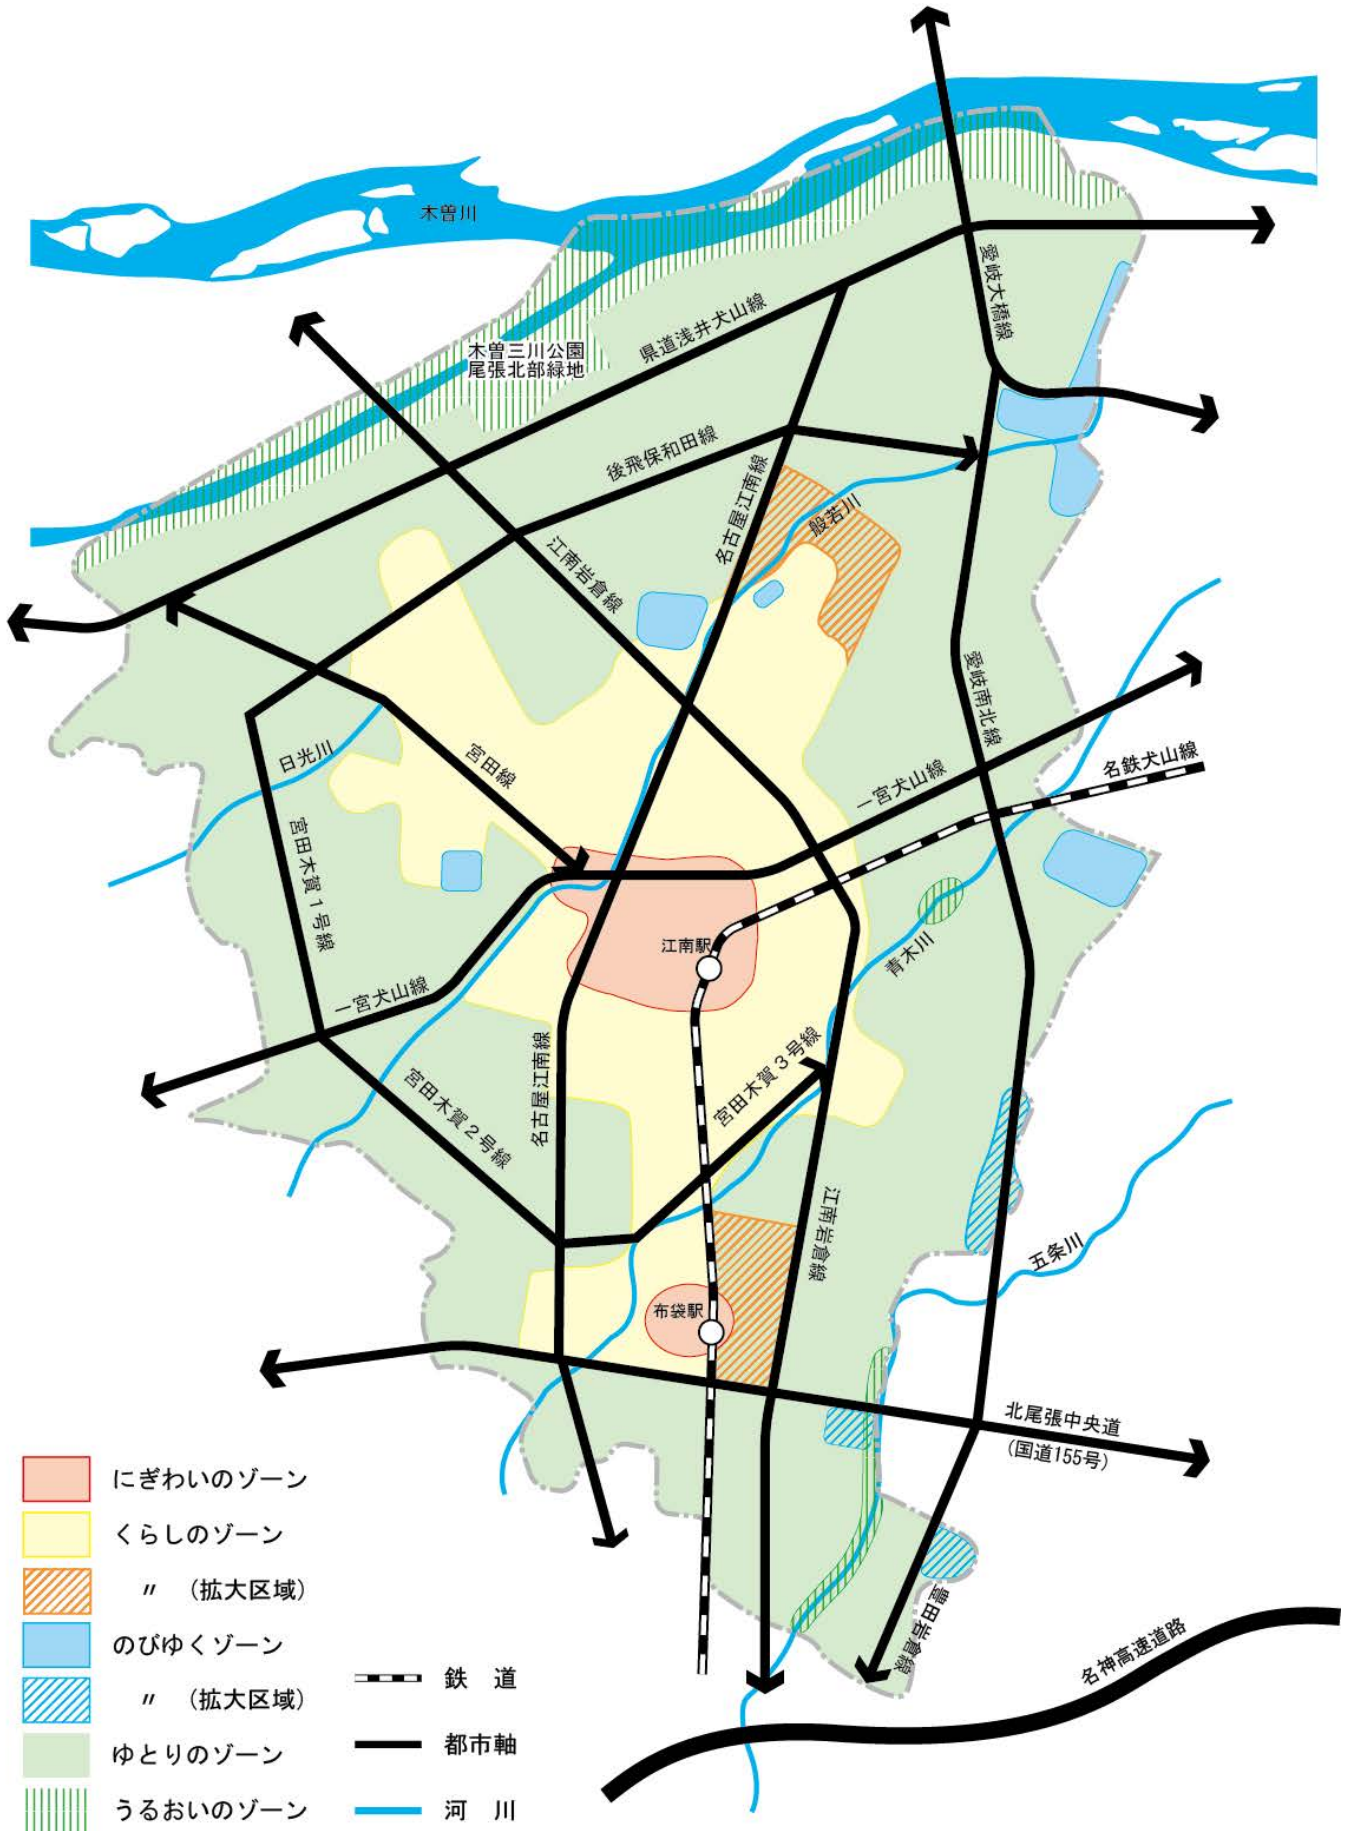 木曽川
愛岐大橋線
県道浅井犬山線
木曽三川公園
尾張北部緑地
後飛保和田線
名古屋江南線
般若川
江南岩倉線
愛岐南北線
日光川
宮田線
一宮犬山線
名鉄犬山線
宮田木賀1号線
江南駅
青木川
一宮犬山線
名古屋江南線
宮田木賀2号線
宮田木賀3号線
江南岩倉線
五条川
布袋駅
北尾張中央道
(国道155号)
豊田岩倉線
名神高速道路
にぎわいのゾーン
くらしのゾーン
〃 (拡大区域)
のびゆくゾーン
〃 (拡大区域)
ゆとりのゾーン
うるおいのゾーン
鉄 道
都市軸
河 川